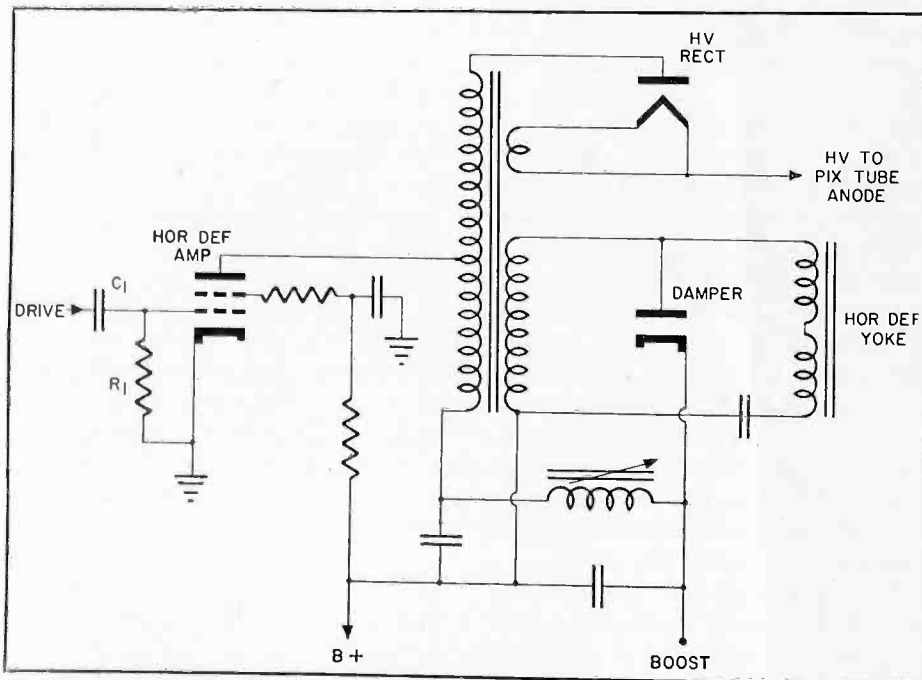 HV
RECT
HV TO
PIX TUBE
ANODE
HOR DEF
AMP
C1
DRIVE
DAMPER
HOR DEF
YOKE
R1
B+
BOOST